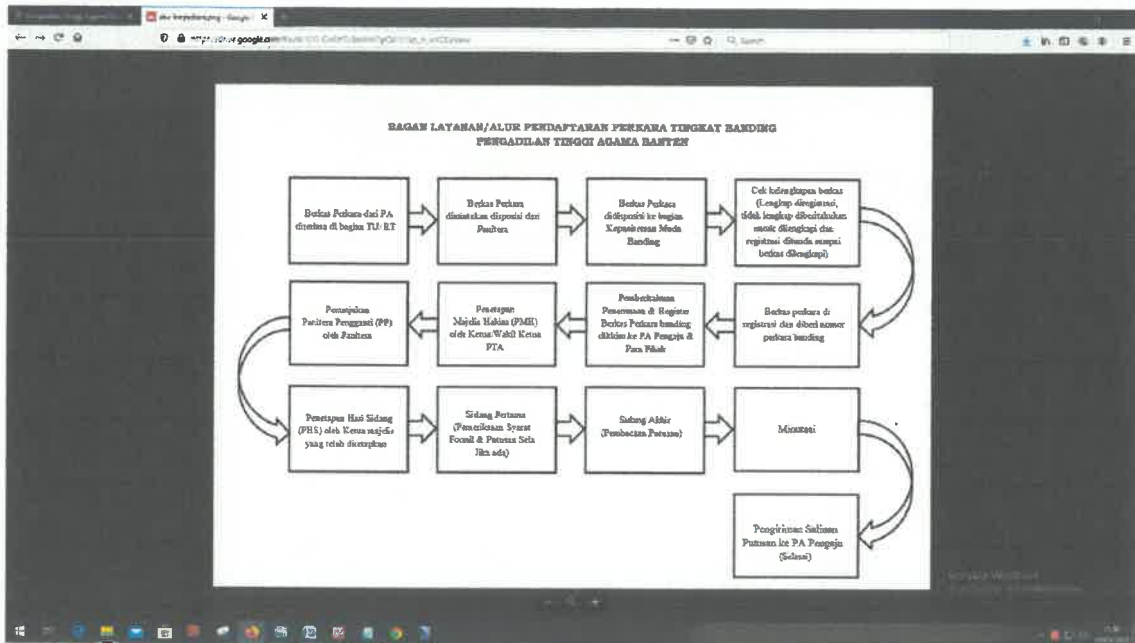 BAGAN LAYANAN/ALUR PENDAFTARAN PERKARA TINGKAT BANDING
PENGADILAN TINGGI AGAMA BANTEN
Berkas Perkara dari PA
diterima di bagian TU RT
Berkas Perkara
dimintakan disposisi dari
Panitera
Berkas Perkara
didisposisi ke bagian
Kepaniteraan Muda
Banding
Cek kelengkapan berkas
(Lengkap diregistrasi,
tidak lengkap diberitahukan
untuk dilengkapi dan
registrasi ditunda sampai
berkas dilengkapi)
Berkas perkara di
registrasi dan diberi nomor
perkara banding
Pemberitahuan
Penerimaan & Register
Berkas Perkara banding
dikirim ke PA Pengaju &
Para Pihak
Penetapan
Majelis Hakim (PMH)
oleh Ketua/Wakil Ketua
PTA
Penunjukan
Panitera Pengganti (PP)
oleh Panitera
Penetapan Hari Sidang
(PHS) oleh Ketua majelis
yang telah ditetapkan
Sidang Pertama
(Pemeriksaan Syarat
Formil & Putusan Sela
Jika ada)
Sidang Akhir
(Pembacaan Putusan)
Minutasi
Pengiriman Salinan
Putusan ke PA Pengaju
(Selesai)